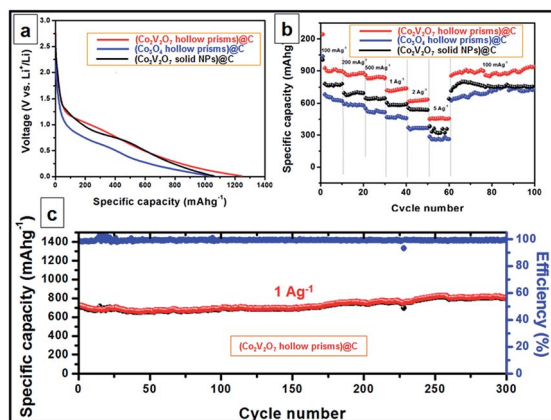 a
(Co₂V₂O₇ hollow prisms)@C
(Co₃O₄ hollow prisms)@C
(Co₂V₂O₇ solid NPs)@C
Voltage (V vs. Li⁺/Li)
3.0
2.5
2.0
1.5
1.0
0.5
0.0
0 200 400 600 800 1000 1200 1400
Specific capacity (mAhg⁻¹)
b
(Co₂V₂O₇ hollow prisms)@C
(Co₃O₄ hollow prisms)@C
(Co₂V₂O₇ solid NPs)@C
Specific capacity (mAhg⁻¹)
1200
900
600
300
0
100 mAg⁻¹
200 mAg⁻¹
500 mAg⁻¹
1 Ag⁻¹
2 Ag⁻¹
5 Ag⁻¹
100 mAg⁻¹
0 20 40 60 80 100
Cycle number
c
Specific capacity (mAhg⁻¹)
1400
1200
1000
800
600
400
200
0
1 Ag⁻¹
(Co₂V₂O₇ hollow prisms)@C
100
80
60
40
20
0
Efficiency (%)
0 50 100 150 200 250 300
Cycle number